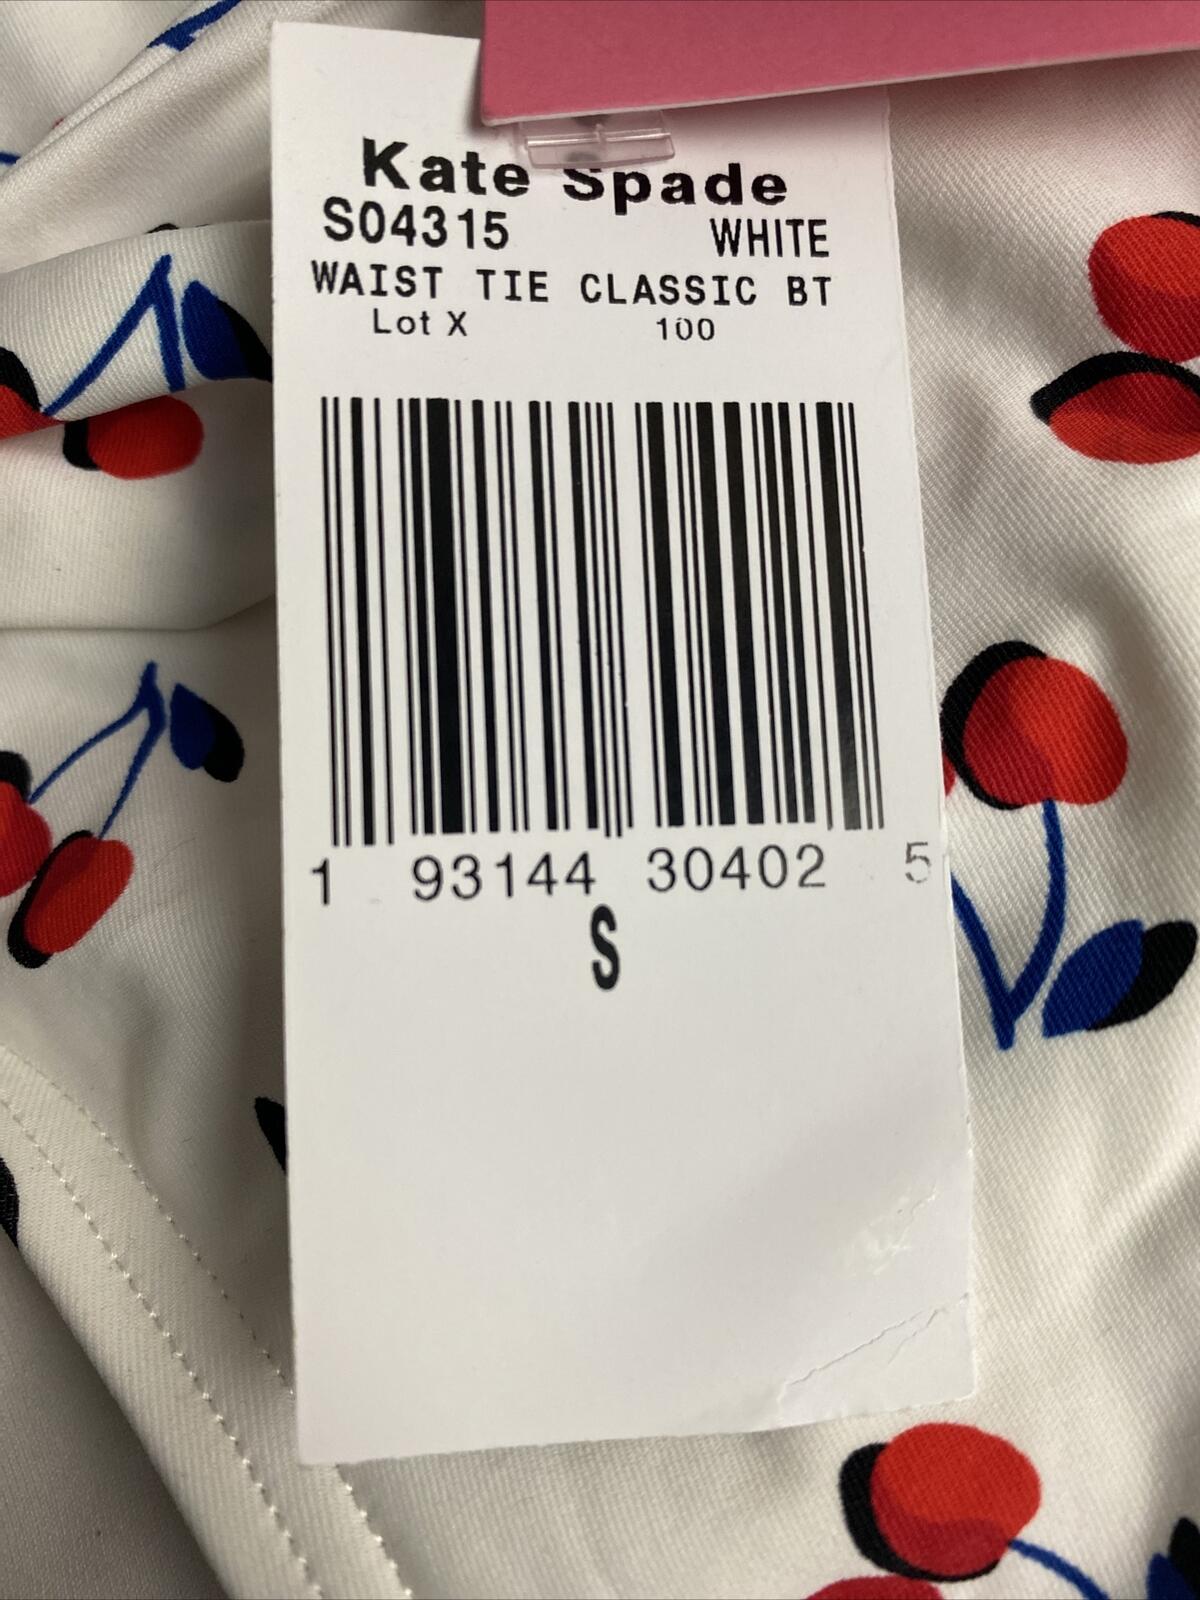 Kate Spade
S04315 WHITE
WAIST TIE CLASSIC BT
Lot X 100
1 93144 30402 5
S